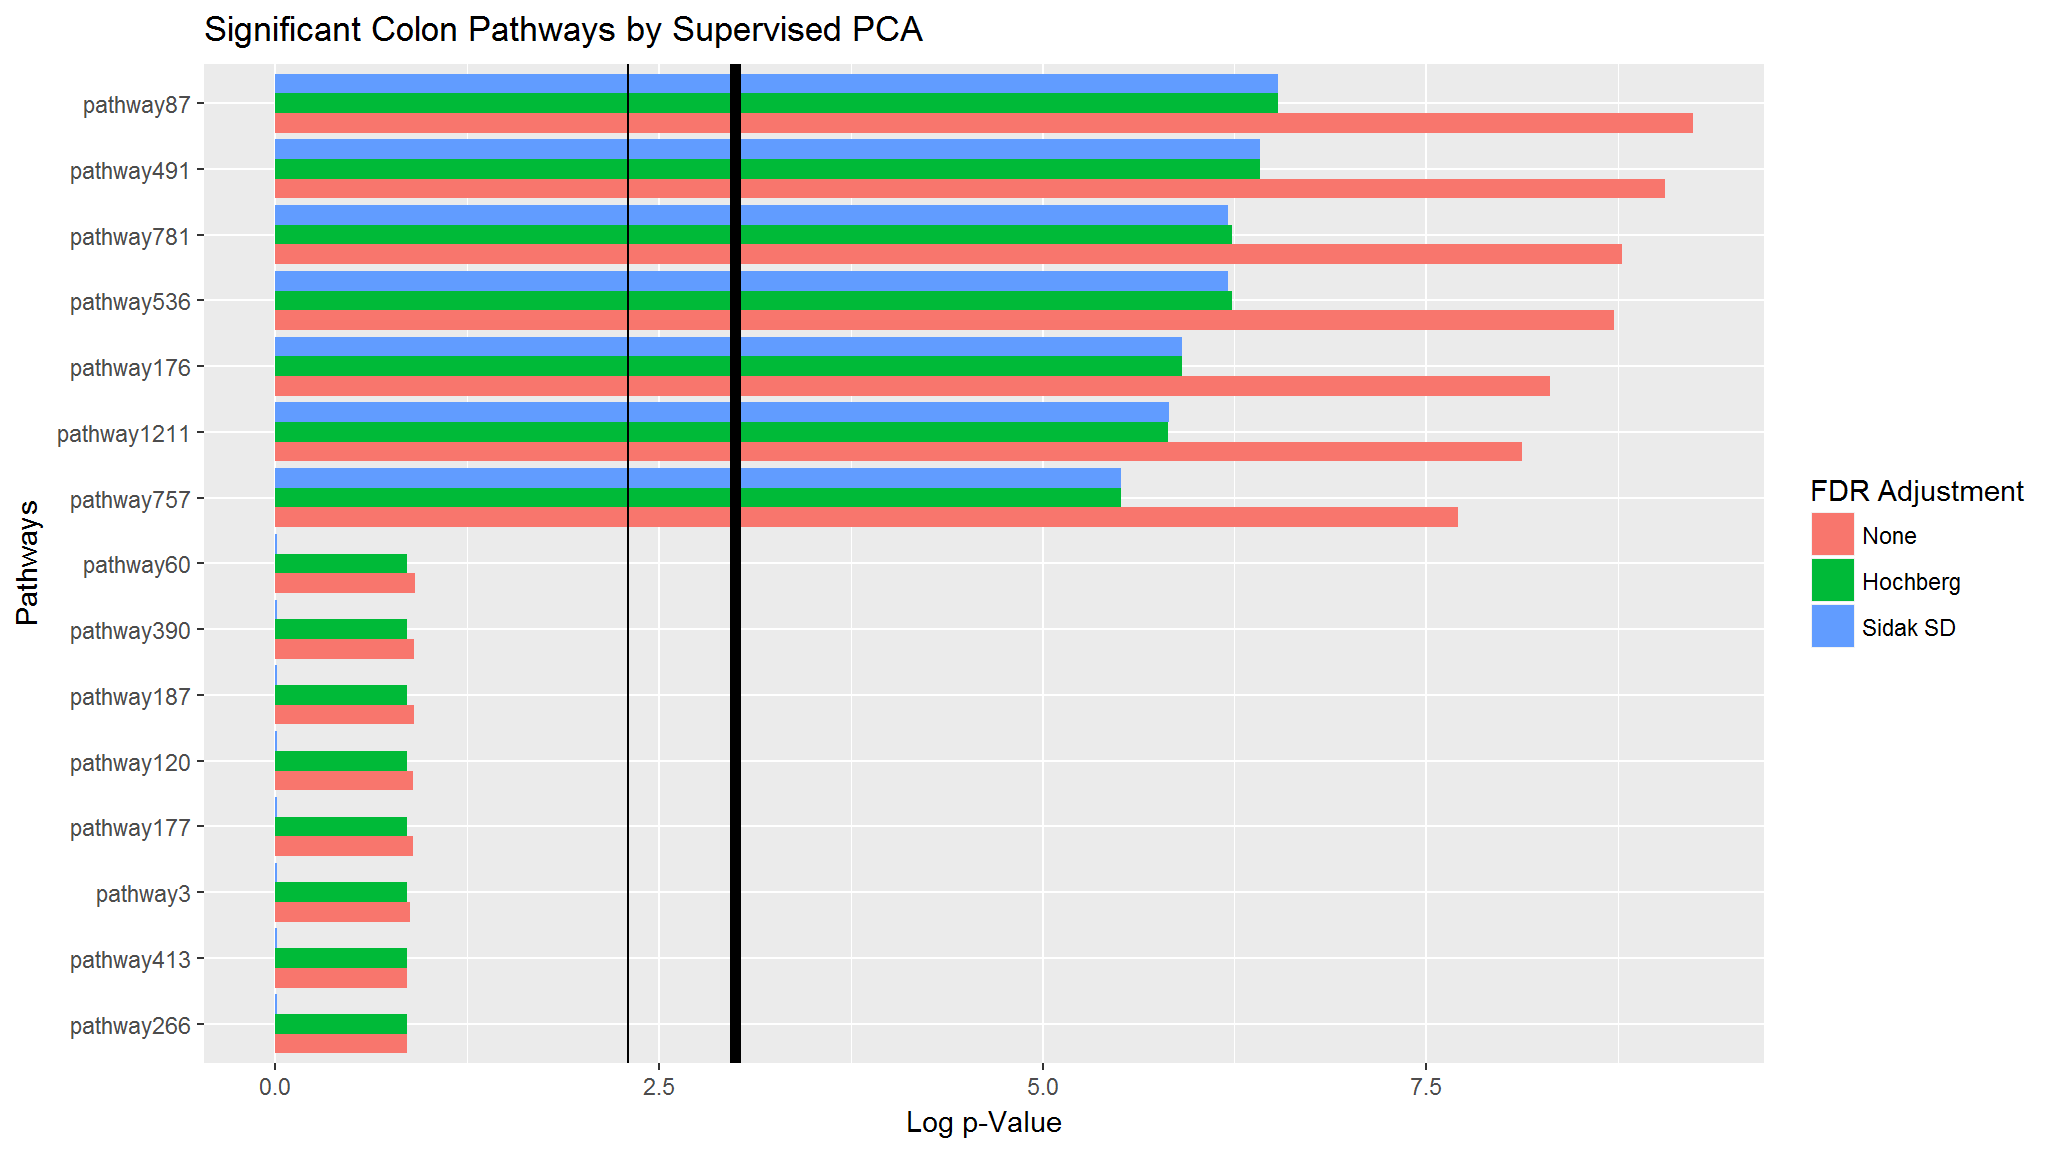 Significant Colon Pathways by Supervised PCA
Pathways
pathway87
pathway491
pathway781
pathway536
pathway176
pathway1211
pathway757
pathway60
pathway390
pathway187
pathway120
pathway177
pathway3
pathway413
pathway266
0.0 2.5 5.0 7.5
Log p-Value
FDR Adjustment
None
Hochberg
Sidak SD